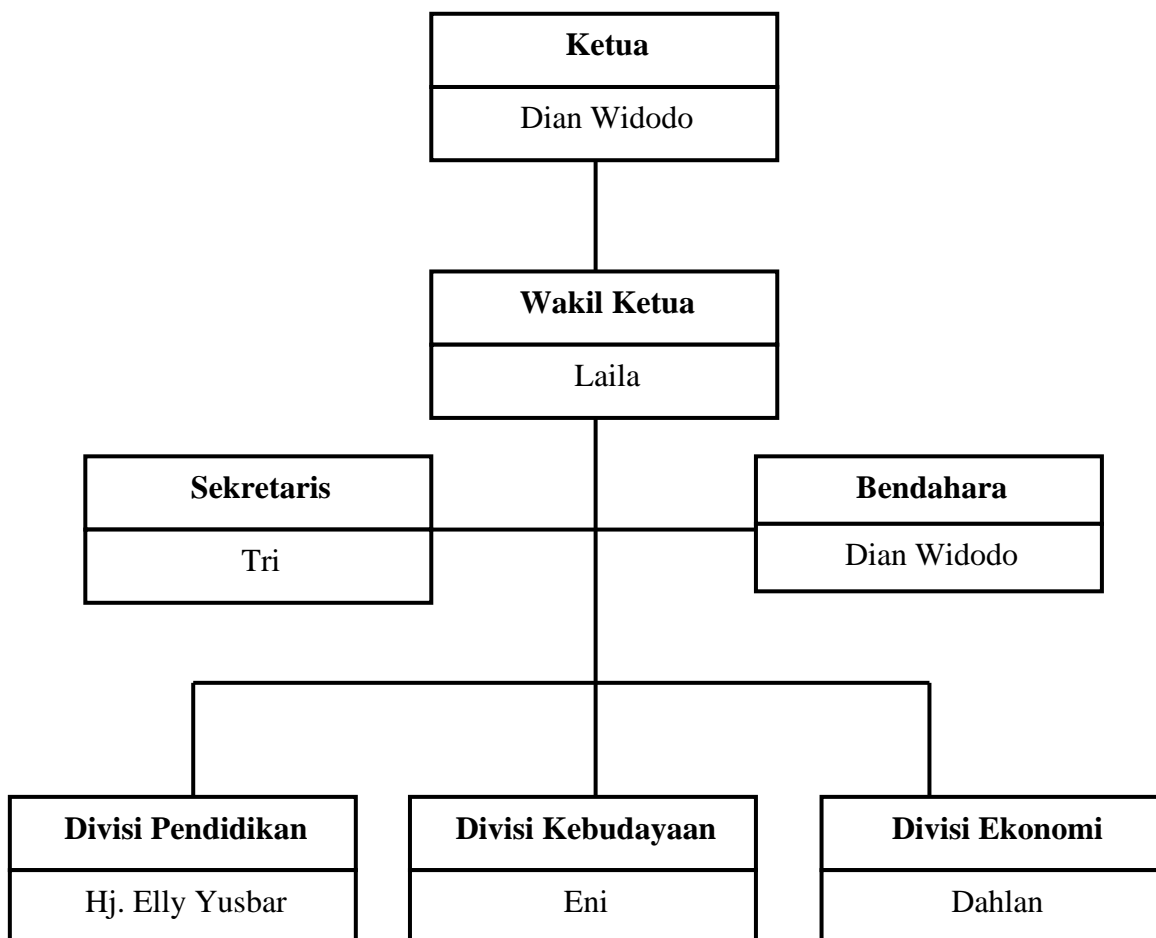 Ketua
Dian Widodo
Wakil Ketua
Laila
Sekretaris
Tri
Bendahara
Dian Widodo
Divisi Pendidikan
Hj. Elly Yusbar
Divisi Kebudayaan
Eni
Divisi Ekonomi
Dahlan